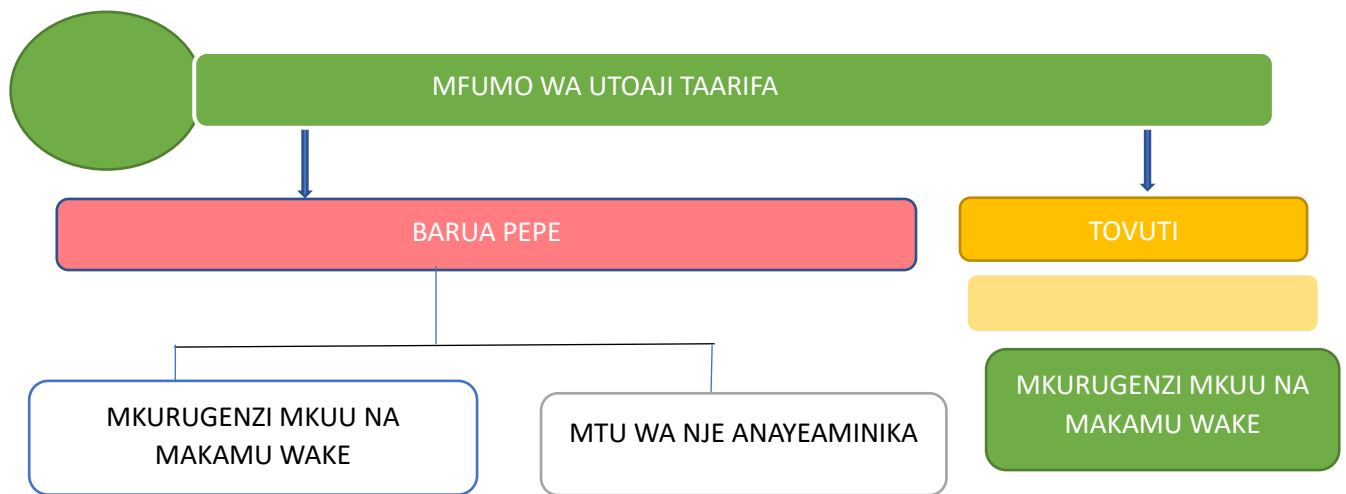 MFUMO WA UTOAJI TAARIFA
BARUA PEPE
TOVUTI
MKURUGENZI MKUU NA
MAKAMU WAKE
MTU WA NJE ANAYEAMINIKA
MKURUGENZI MKUU NA
MAKAMU WAKE